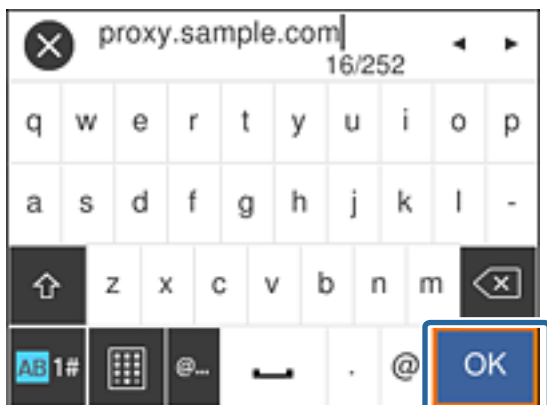 proxy.sample.com
16/252
q w e r t y u i o p
a s d f g h j k l -
z x c v b n m
AB 1# @... . @ OK